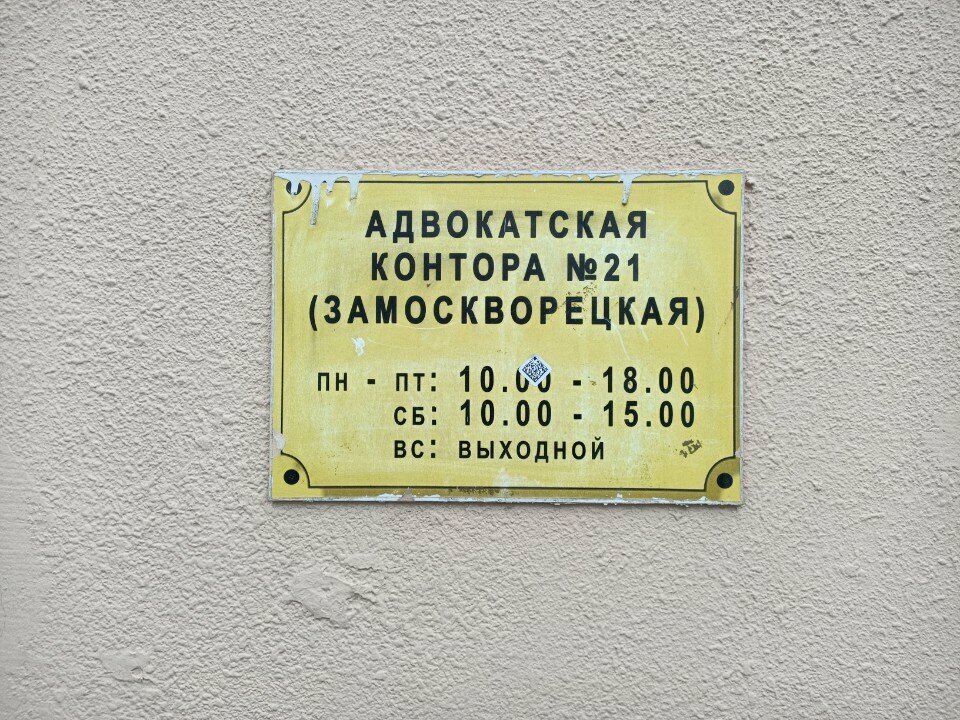 АДВОКАТСКАЯ
КОНТОРА №21
(ЗАМОСКВОРЕЦКАЯ)
ПН - ПТ: 10.00 - 18.00
СБ: 10.00 - 15.00
ВС: ВЫХОДНОЙ